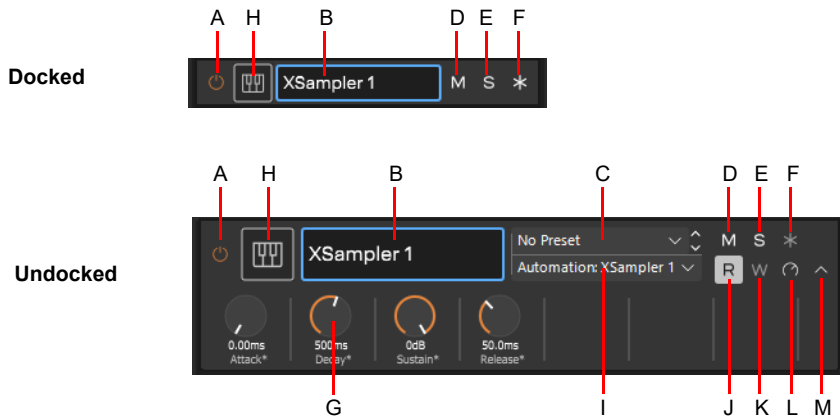 A H B D E F
Docked
XSampler 1 M S
A H B C D E F
No Preset M S
XSampler 1
Automation: XSampler 1 R W
Undocked
0.00ms 500ms 0dB 50.0ms
Attack* Decay* Sustain* Release*
G I J K L M